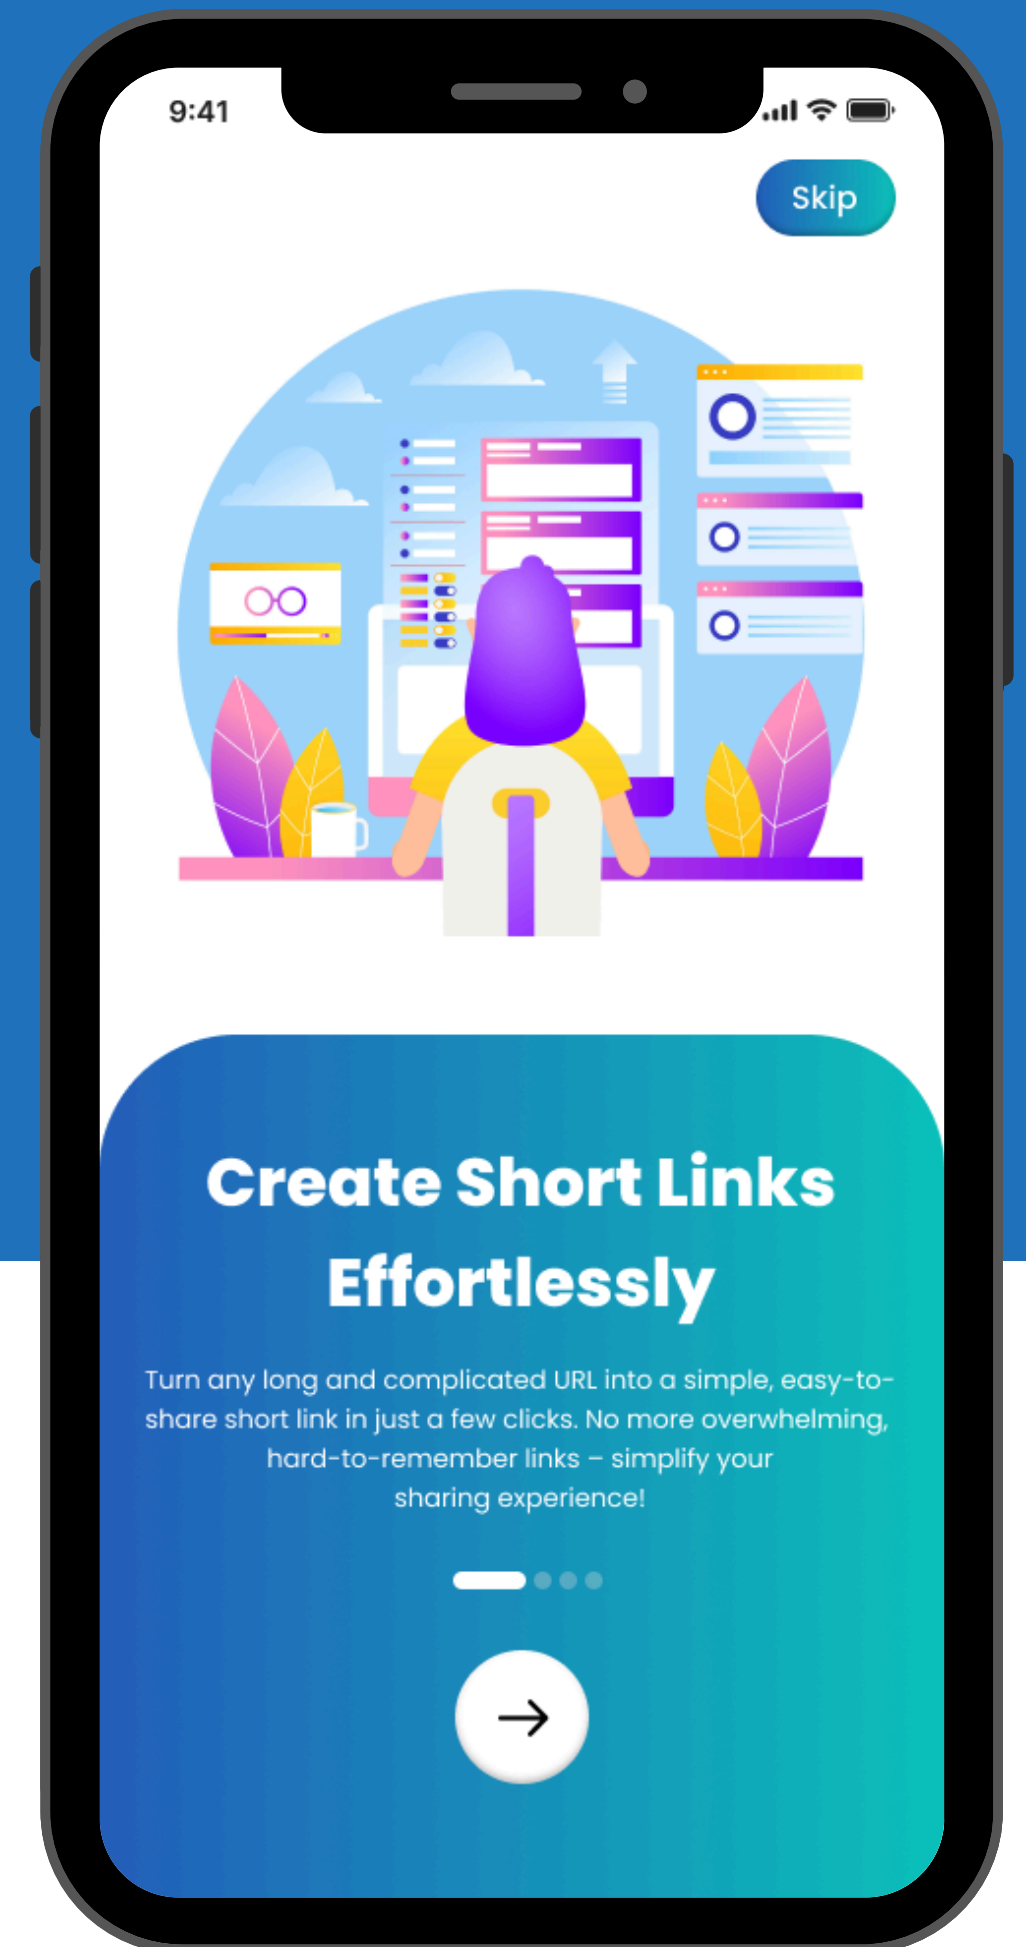 9:41
Skip
Create Short Links
Effortlessly
Turn any long and complicated URL into a simple, easy-to-
share short link in just a few clicks. No more overwhelming,
hard-to-remember links – simplify your
sharing experience!